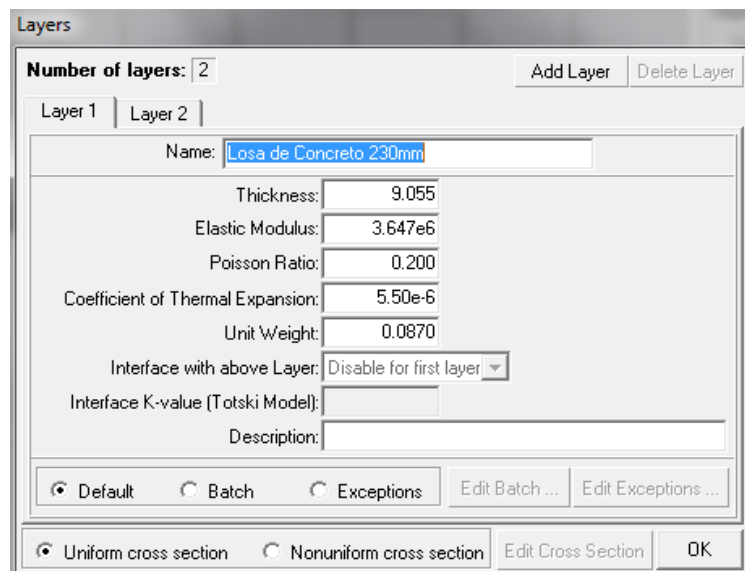 Layers
Number of layers: 2 Add Layer Delete Layer
Layer 1 Layer 2
Name: Losa de Concreto 230mm
Thickness: 9.055
Elastic Modulus: 3.647e6
Poisson Ratio: 0.200
Coefficient of Thermal Expansion: 5.50e-6
Unit Weight: 0.0870
Interface with above Layer: Disable for first layer
Interface K-value (Totski Model):
Description:
Default Batch Exceptions Edit Batch ... Edit Exceptions ...
Uniform cross section Nonuniform cross section Edit Cross Section OK